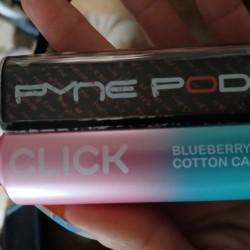 PYNE POD
CLICK
BLUEBERRY
COTTON CA